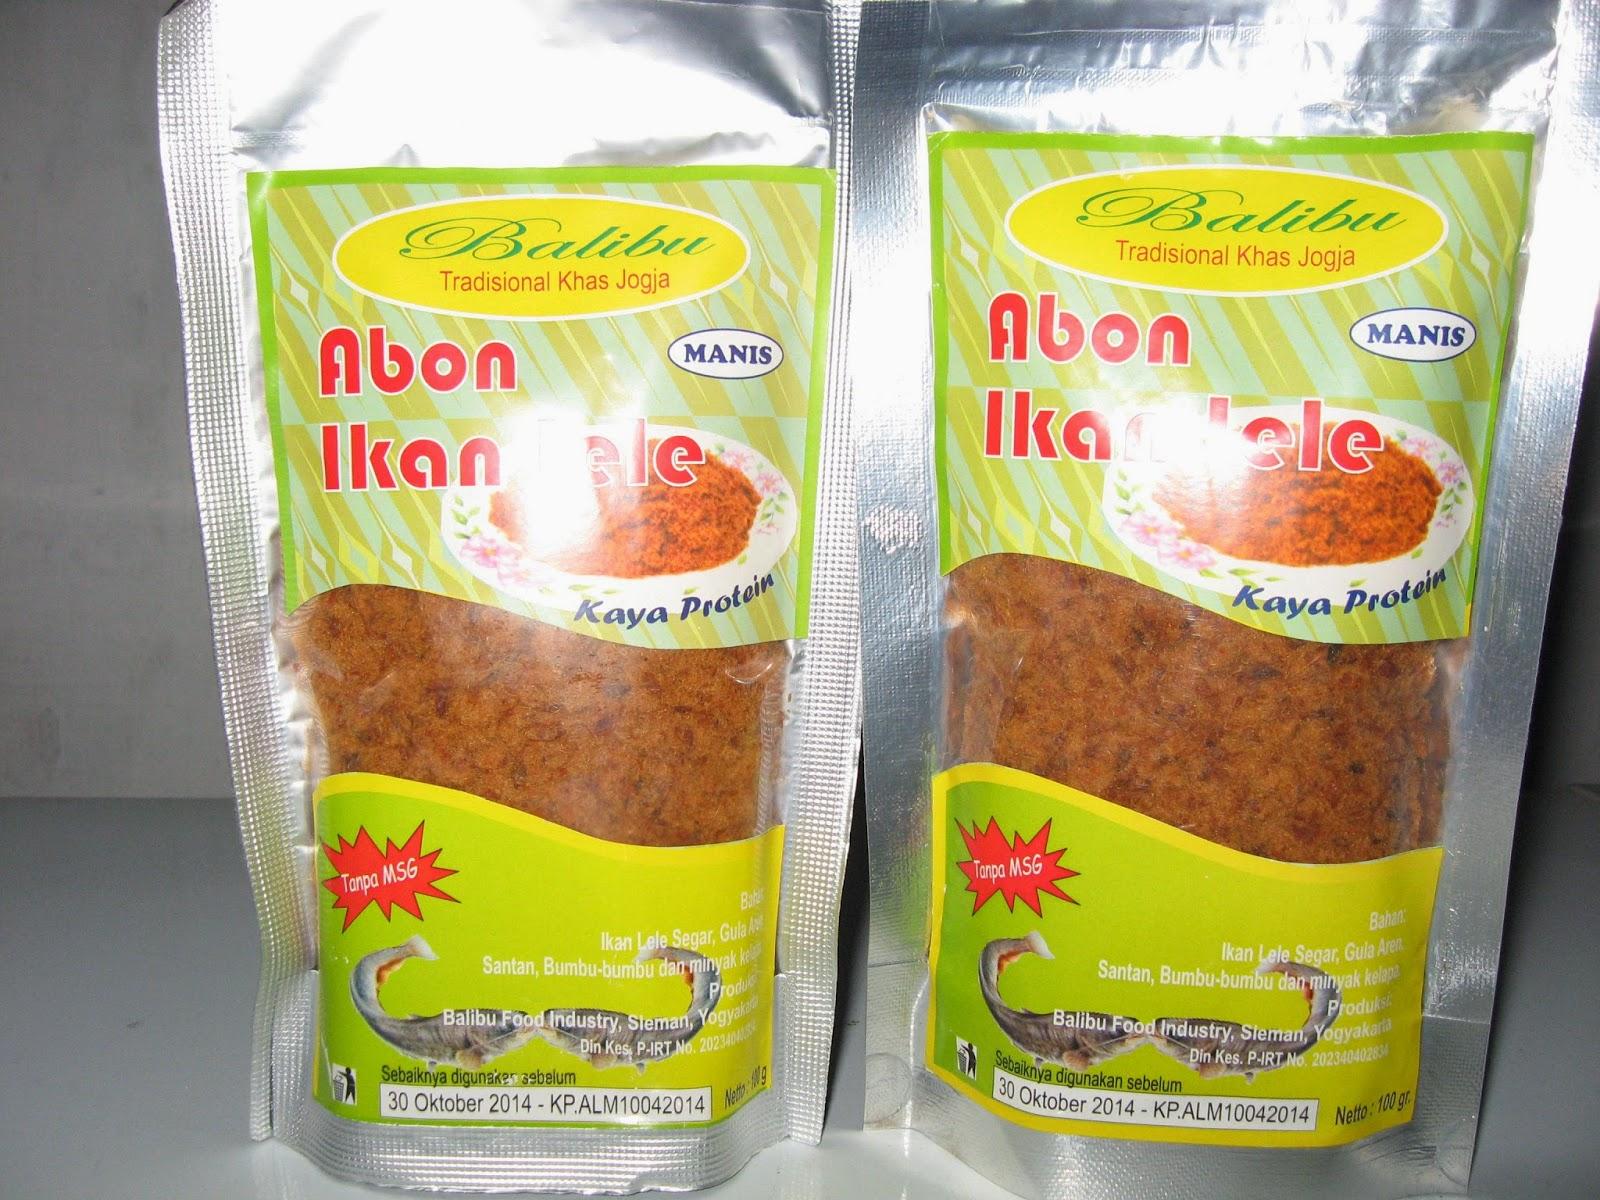 Balibu
Tradisional Khas Jogja
Abon
MANIS
Ikan Lele
Kaya Protein
Tanpa MSG
Bahan:
Ikan Lele Segar, Gula Aren,
Santan, Bumbu-bumbu dan minyak kelapa.
Produksi:
Balibu Food Industry, Sleman, Yogyakarta
Din Kes. P-IRT No. 202340402834
Sebaiknya digunakan sebelum
30 Oktober 2014 - KP.ALM10042014
Netto : 100 g
Balibu
Tradisional Khas Jogja
Abon
MANIS
Ikan Lele
Kaya Protein
Tanpa MSG
Bahan:
Ikan Lele Segar, Gula Aren,
Santan, Bumbu-bumbu dan minyak kelapa.
Produksi:
Balibu Food Industry, Sleman, Yogyakarta
Din Kes. P-IRT No. 202340402834
Sebaiknya digunakan sebelum
30 Oktober 2014 - KP.ALM10042014
Netto : 100 gr.